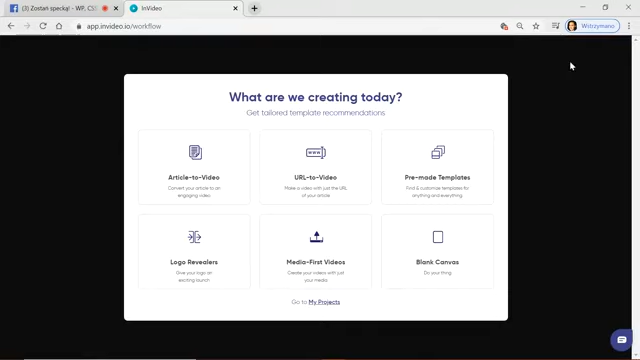 (3) Zostań specką! - WP, CSS
InVideo
app.invideo.io/workflow
Wstrzymano
What are we creating today?
Get tailored template recommendations
Article-to-Video
Convert your article to an
engaging video
WWW
URL-to-Video
Make a video with just the URL
of your article
Pre-made Templates
Find & customise templates for
anything and everything
Logo Revealers
Give your logo an
exciting launch
Media-First Videos
Create your videos with just
your media
Blank Canvas
Do your thing
Go to My Projects